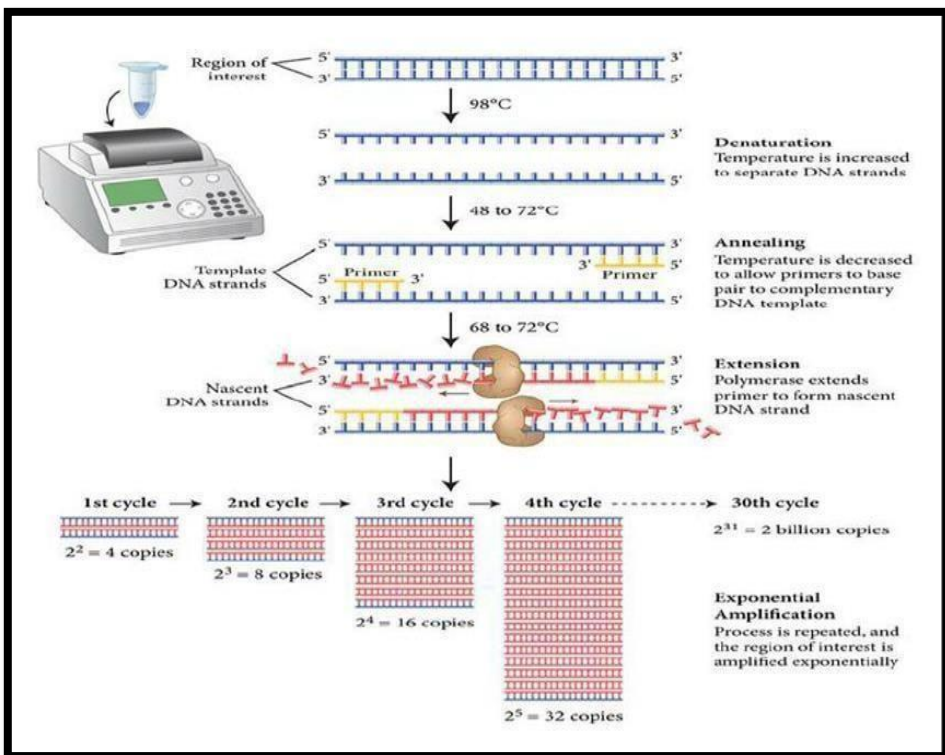 Region of
interest
5'
3'
3'
5'
98°C
5'
3'
3'
5'
Denaturation
Temperature is increased
to separate DNA strands
48 to 72°C
Template
DNA strands
5'
3'
3'
5'
Primer
Primer
3'
3'
5'
Annealing
Temperature is decreased
to allow primers to base
pair to complementary
DNA template
68 to 72°C
Nascent
DNA strands
5'
3'
3'
5'
5'
3'
3'
5'
Extension
Polymerase extends
primer to form nascent
DNA strand
1st cycle
2nd cycle
3rd cycle
4th cycle
30th cycle
2² = 4 copies
2³ = 8 copies
2⁴ = 16 copies
2⁵ = 32 copies
2³¹ = 2 billion copies
Exponential
Amplification
Process is repeated, and
the region of interest is
amplified exponentially